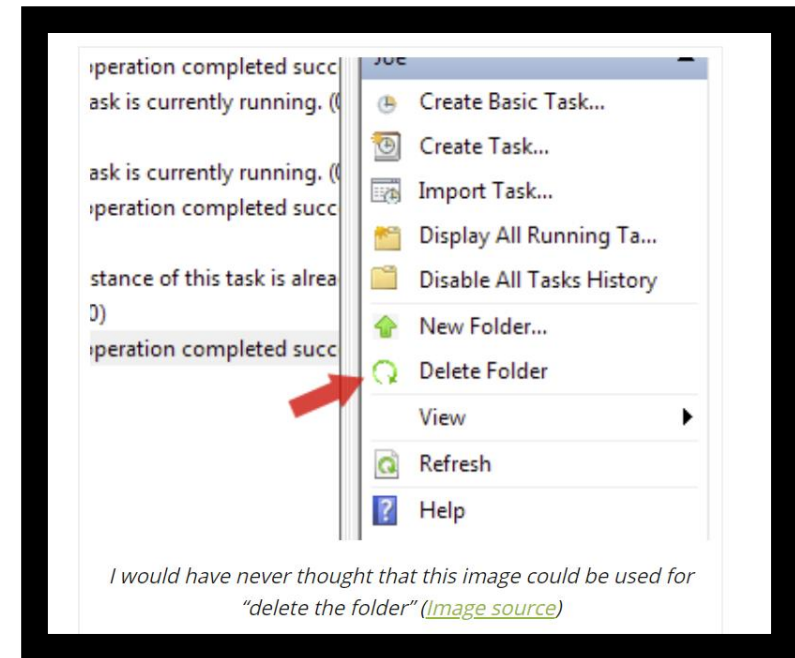 operation completed succ
ask is currently running. ((
ask is currently running. ((
operation completed succ
stance of this task is alrea
0)
operation completed succ
Joe
Create Basic Task...
Create Task...
Import Task...
Display All Running Ta...
Disable All Tasks History
New Folder...
Delete Folder
View
Refresh
Help
I would have never thought that this image could be used for
“delete the folder” (Image source)